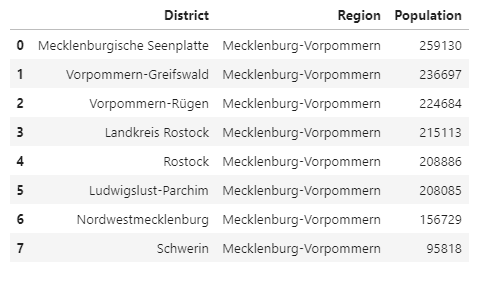 District Region Population
0 Mecklenburgische Seenplatte Mecklenburg-Vorpommern 259130
1 Vorpommern-Greifswald Mecklenburg-Vorpommern 236697
2 Vorpommern-Rügen Mecklenburg-Vorpommern 224684
3 Landkreis Rostock Mecklenburg-Vorpommern 215113
4 Rostock Mecklenburg-Vorpommern 208886
5 Ludwigslust-Parchim Mecklenburg-Vorpommern 208085
6 Nordwestmecklenburg Mecklenburg-Vorpommern 156729
7 Schwerin Mecklenburg-Vorpommern 95818